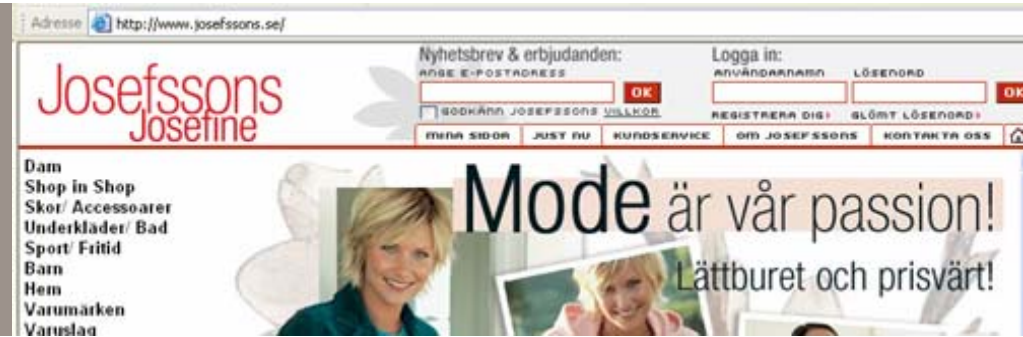 Adresse http://www.josefssons.se/
Josefssons
Josefine
Nyhetsbrev & erbjudanden:
ANGE E-POSTADRESS
OK
GODKÄNN JOSEFSSONS VILLKOR
Logga in:
ANVÄNDARNAMN LÖSENORD
OK
REGISTRERA DIG GLÖMT LÖSENORD
MINA SIDOR JUST NU KUNDSERVICE OM JOSEFSSONS KONTAKTA OSS
Dam
Shop in Shop
Skor/ Accessoarer
Underkläder/ Bad
Sport/ Fritid
Barn
Hem
Varumärken
Varuslag
Mode är vår passion!
Lättburet och prisvärt!